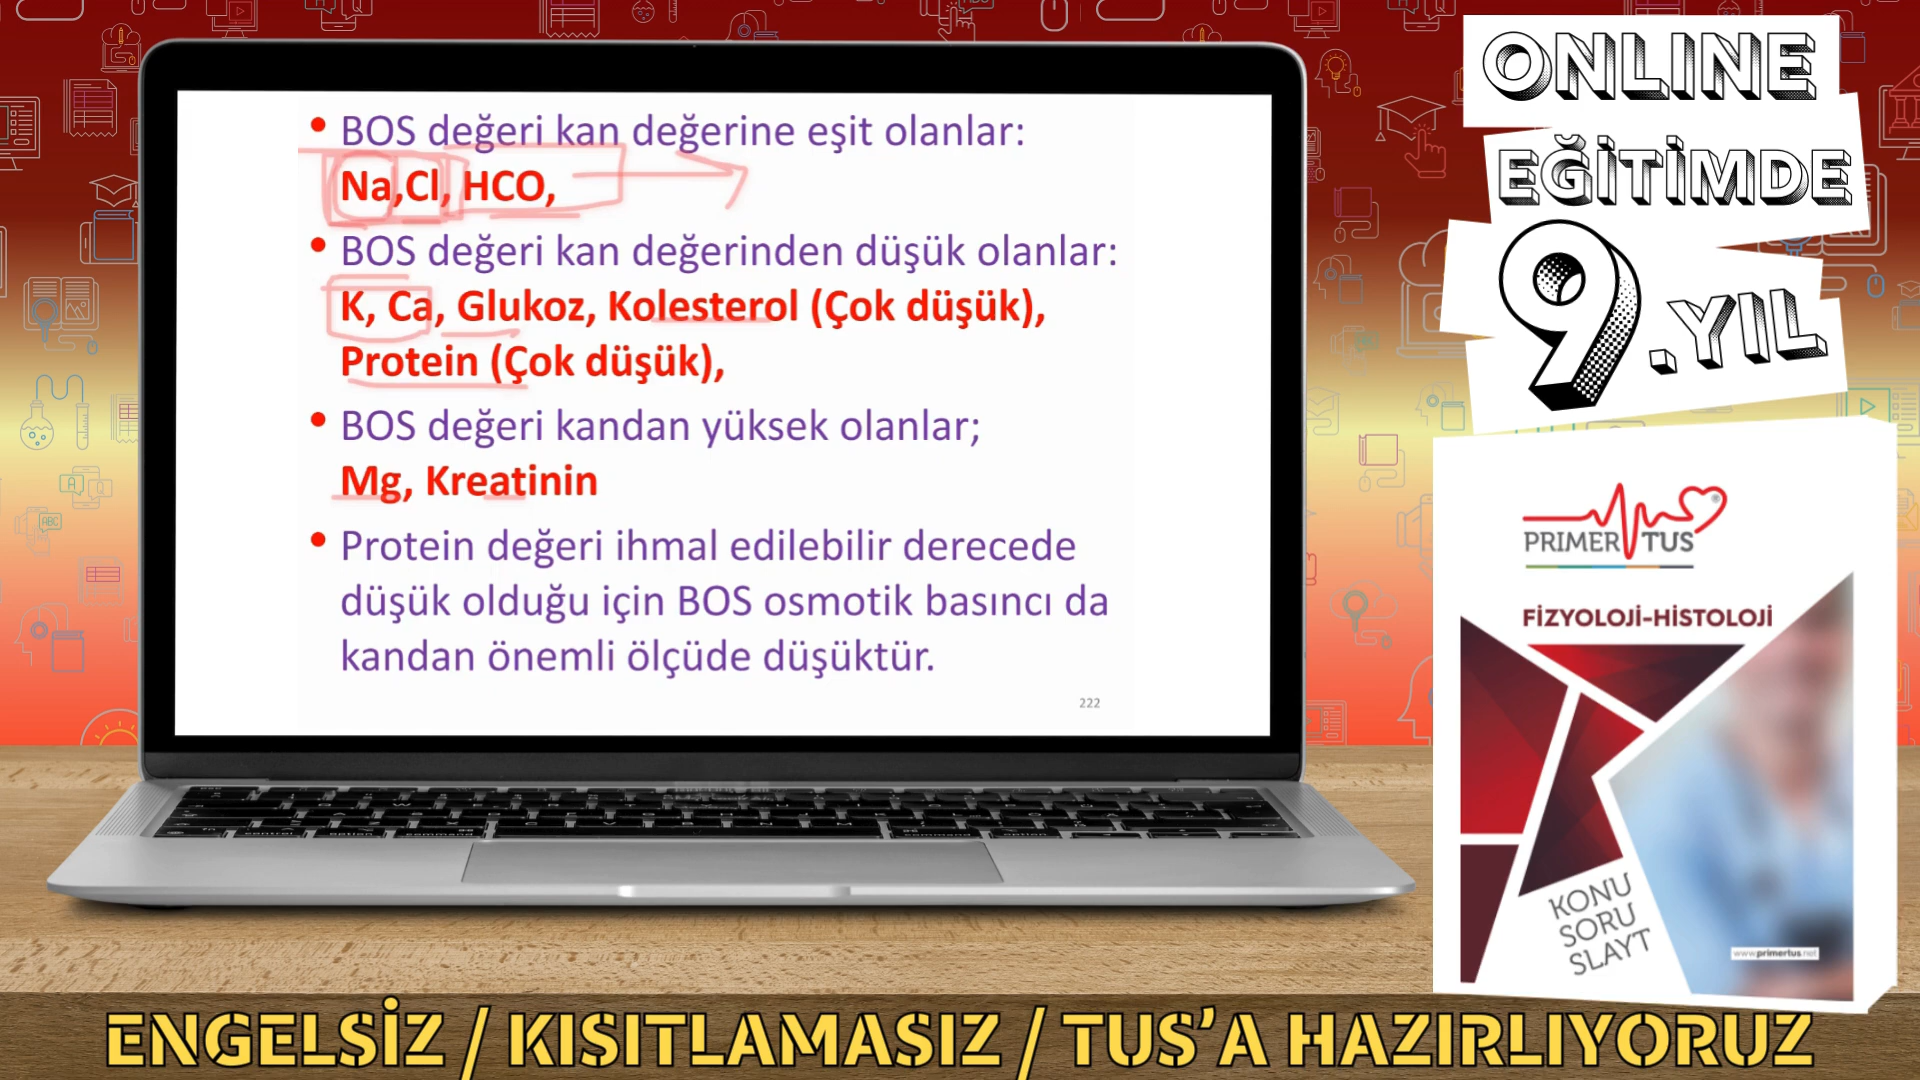 BOS değeri kan değerine eşit olanlar:
Na,Cl, HCO,
BOS değeri kan değerinden düşük olanlar:
K, Ca, Glukoz, Kolesterol (Çok düşük),
Protein (Çok düşük),
BOS değeri kandan yüksek olanlar;
Mg, Kreatinin
Protein değeri ihmal edilebilir derecede
düşük olduğu için BOS osmotik basıncı da
kandan önemli ölçüde düşüktür.
222
ONLINE
EĞİTİMDE
9.YIL
PRIMER TUS
FİZYOLOJİ-HİSTOLOJİ
KONU
SORU
SLAYT
www.primertus.net
ENGELSİZ / KISITLAMASIZ / TUS'A HAZIRLIYORUZ